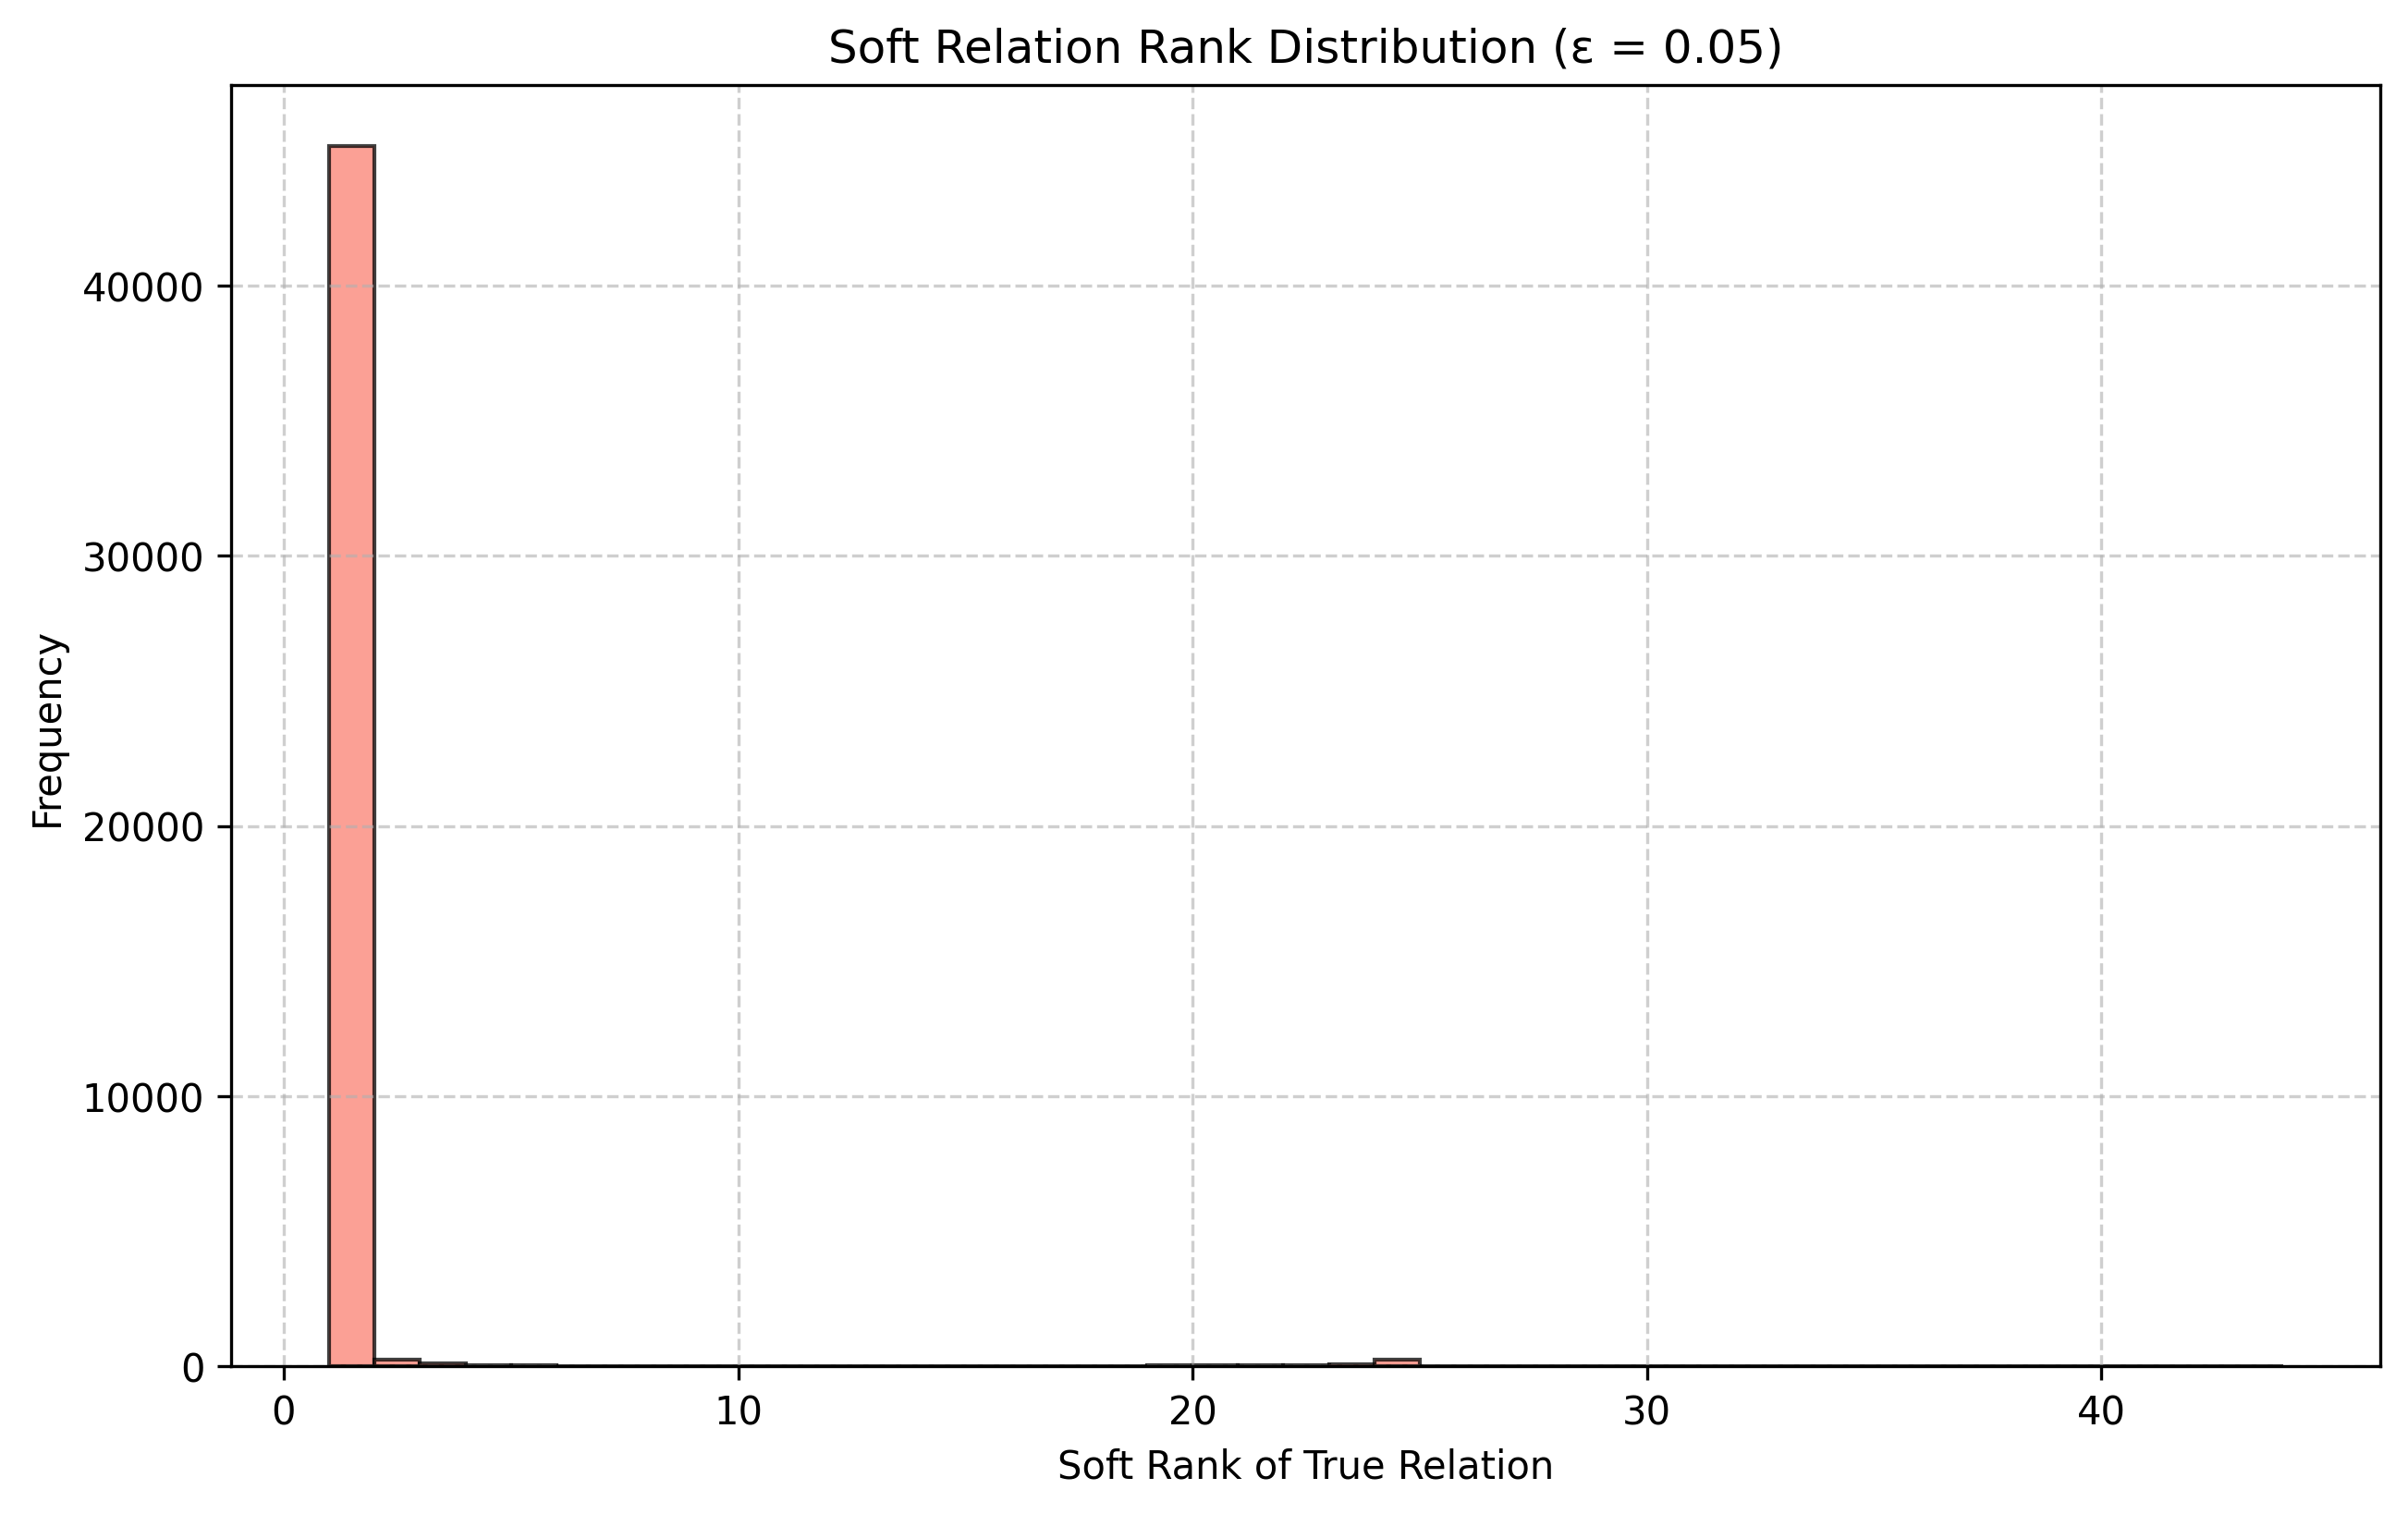 Soft Relation Rank Distribution (ε = 0.05)
40000
30000
20000
10000
0
Frequency
0 10 20 30 40
Soft Rank of True Relation